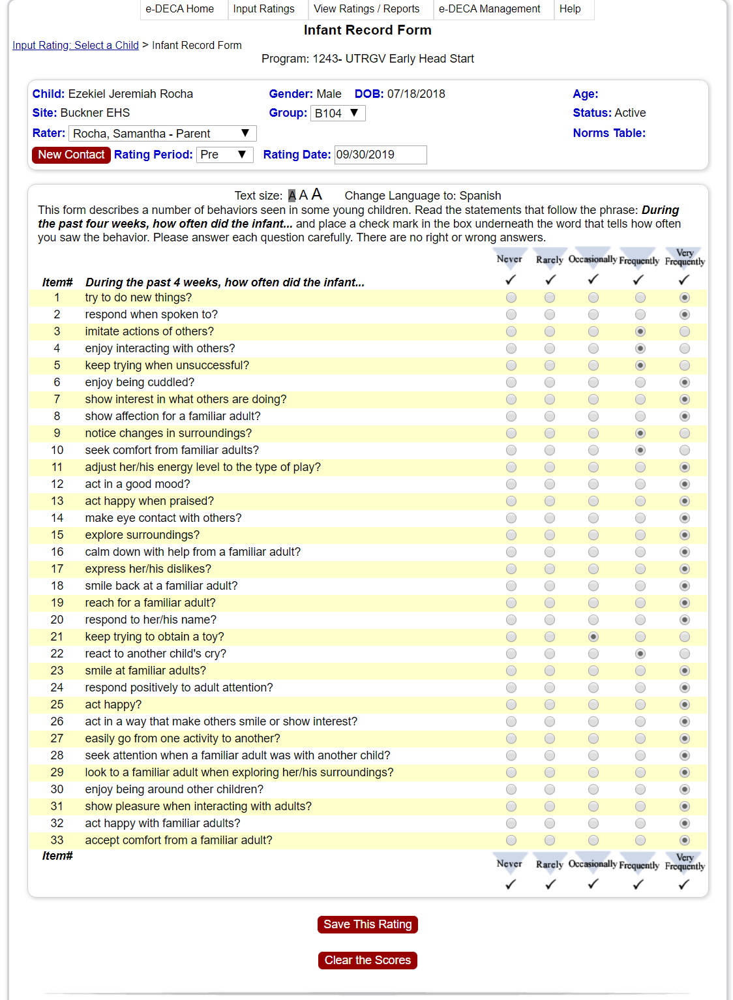 e-DECA Home Input Ratings View Ratings / Reports e-DECA Management Help
Infant Record Form
Input Rating: Select a Child > Infant Record Form
Program: 1243- UTRGV Early Head Start
Child: Ezekiel Jeremiah Rocha Gender: Male DOB: 07/18/2018 Age:
Site: Buckner EHS Group: B104 Status: Active
Rater: Rocha, Samantha - Parent Norms Table:
New Contact Rating Period: Pre Rating Date: 09/30/2019
Text size: A A A Change Language to: Spanish
This form describes a number of behaviors seen in some young children. Read the statements that follow the phrase: During
the past four weeks, how often did the infant... and place a check mark in the box underneath the word that tells how often
you saw the behavior. Please answer each question carefully. There are no right or wrong answers.
Never Rarely Occasionally Frequently Very Frequently
Item# During the past 4 weeks, how often did the infant...
1 try to do new things?
2 respond when spoken to?
3 imitate actions of others?
4 enjoy interacting with others?
5 keep trying when unsuccessful?
6 enjoy being cuddled?
7 show interest in what others are doing?
8 show affection for a familiar adult?
9 notice changes in surroundings?
10 seek comfort from familiar adults?
11 adjust her/his energy level to the type of play?
12 act in a good mood?
13 act happy when praised?
14 make eye contact with others?
15 explore surroundings?
16 calm down with help from a familiar adult?
17 express her/his dislikes?
18 smile back at a familiar adult?
19 reach for a familiar adult?
20 respond to her/his name?
21 keep trying to obtain a toy?
22 react to another child's cry?
23 smile at familiar adults?
24 respond positively to adult attention?
25 act happy?
26 act in a way that make others smile or show interest?
27 easily go from one activity to another?
28 seek attention when a familiar adult was with another child?
29 look to a familiar adult when exploring her/his surroundings?
30 enjoy being around other children?
31 show pleasure when interacting with adults?
32 act happy with familiar adults?
33 accept comfort from a familiar adult?
Item#
Never Rarely Occasionally Frequently Very Frequently
Save This Rating
Clear the Scores